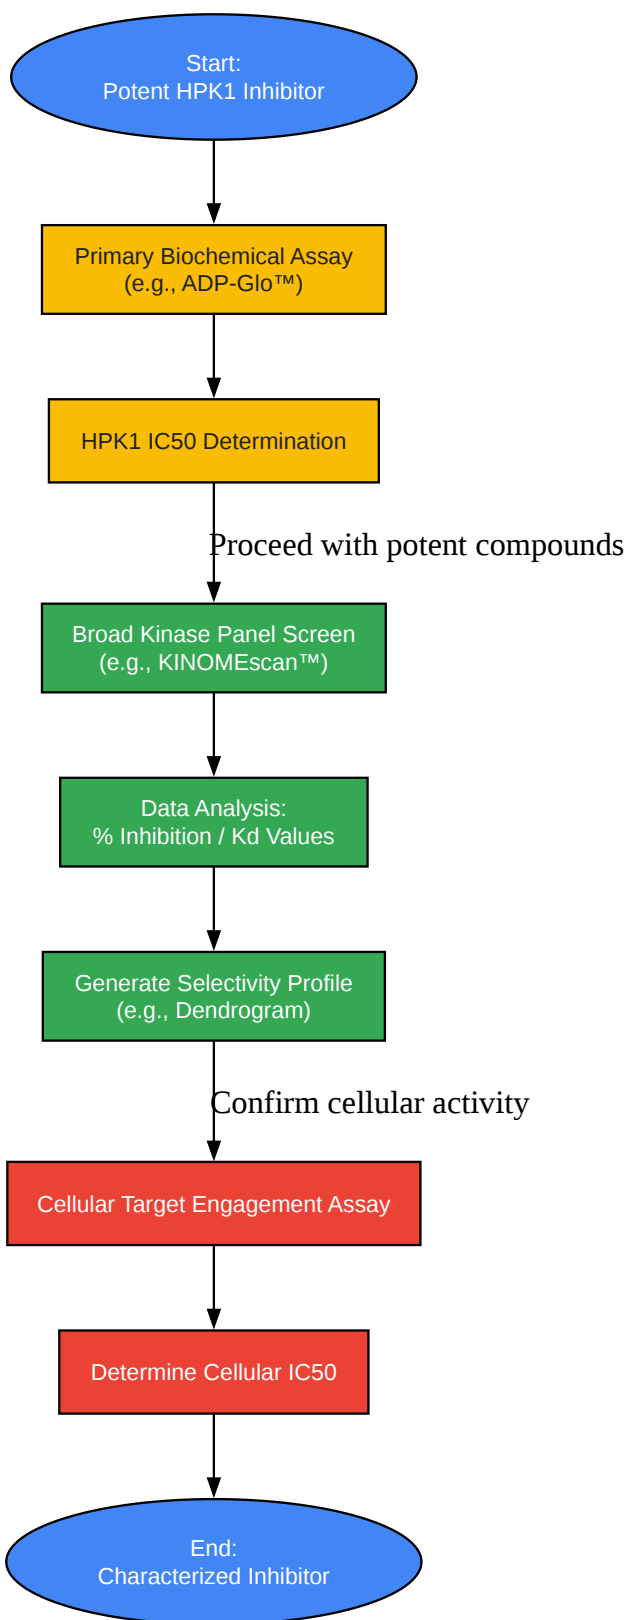 Start:
Potent HPK1 Inhibitor
Primary Biochemical Assay
(e.g., ADP-Glo™)
HPK1 IC50 Determination
Proceed with potent compounds
Broad Kinase Panel Screen
(e.g., KINOMEscan™)
Data Analysis:
% Inhibition / Kd Values
Generate Selectivity Profile
(e.g., Dendrogram)
Confirm cellular activity
Cellular Target Engagement Assay
Determine Cellular IC50
End:
Characterized Inhibitor